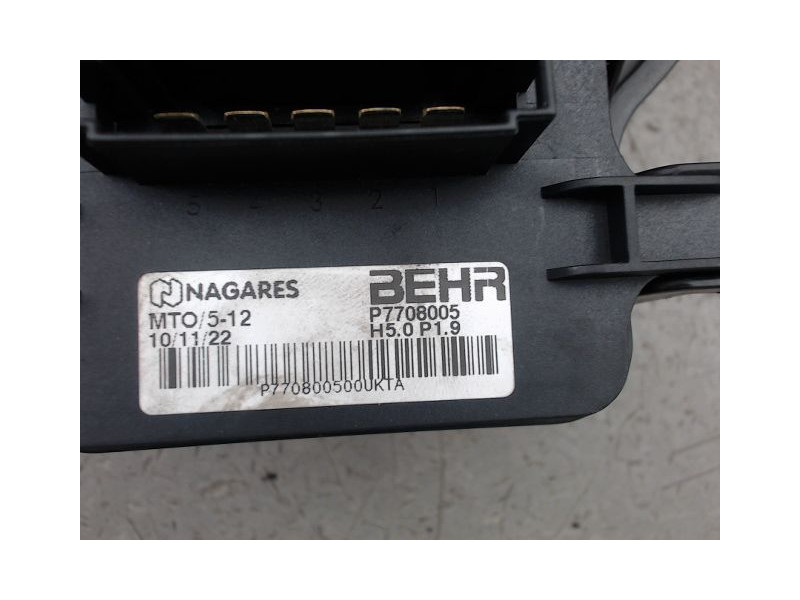 5 4 3 2 1
NAGARES BEHR
MTO/5-12 P7708005
10/11/22 H5.0 P1.9
P770800500UKTA